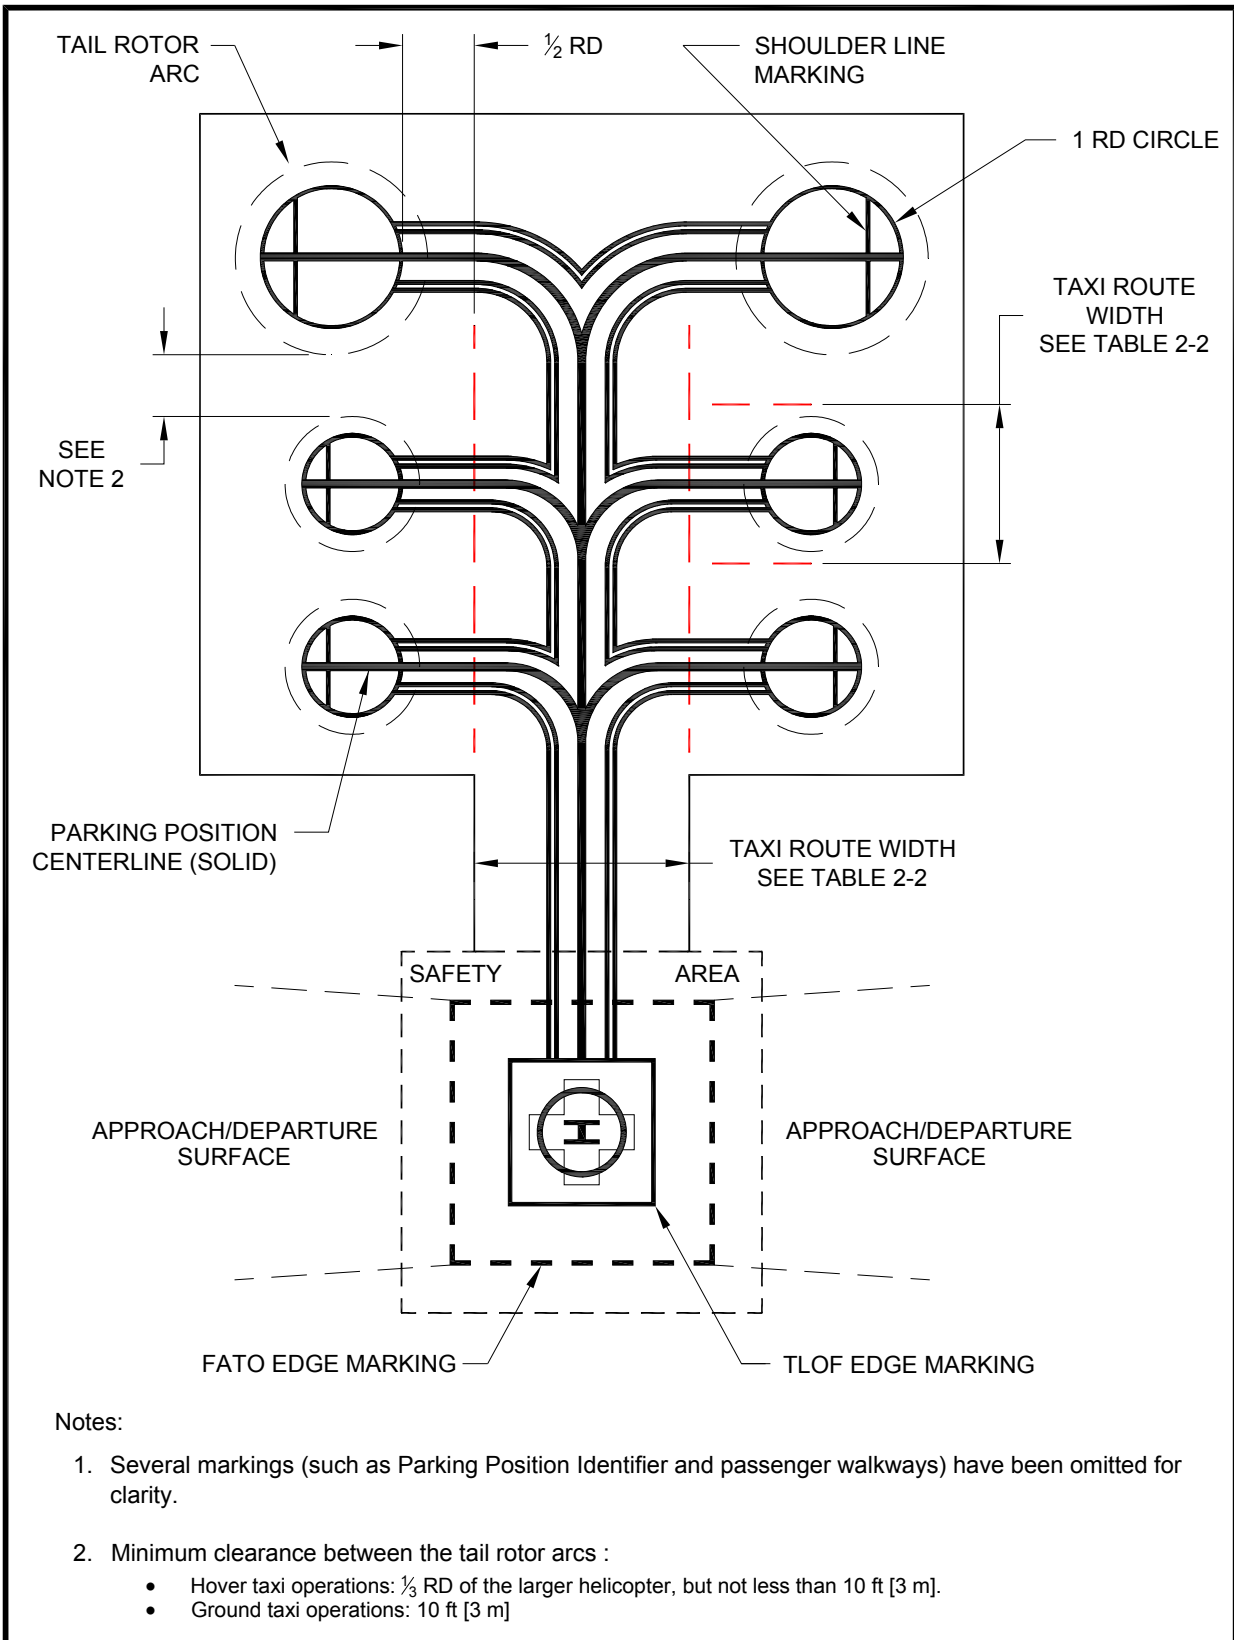 TAIL ROTOR
ARC
½ RD
SHOULDER LINE
MARKING
1 RD CIRCLE
TAXI ROUTE
WIDTH
SEE TABLE 2-2
SEE
NOTE 2
PARKING POSITION
CENTERLINE (SOLID)
TAXI ROUTE WIDTH
SEE TABLE 2-2
SAFETY AREA
APPROACH/DEPARTURE
SURFACE
H
APPROACH/DEPARTURE
SURFACE
FATO EDGE MARKING
TLOF EDGE MARKING
Notes:
1. Several markings (such as Parking Position Identifier and passenger walkways) have been omitted for
clarity.
2. Minimum clearance between the tail rotor arcs :
• Hover taxi operations: ⅓ RD of the larger helicopter, but not less than 10 ft [3 m].
• Ground taxi operations: 10 ft [3 m]